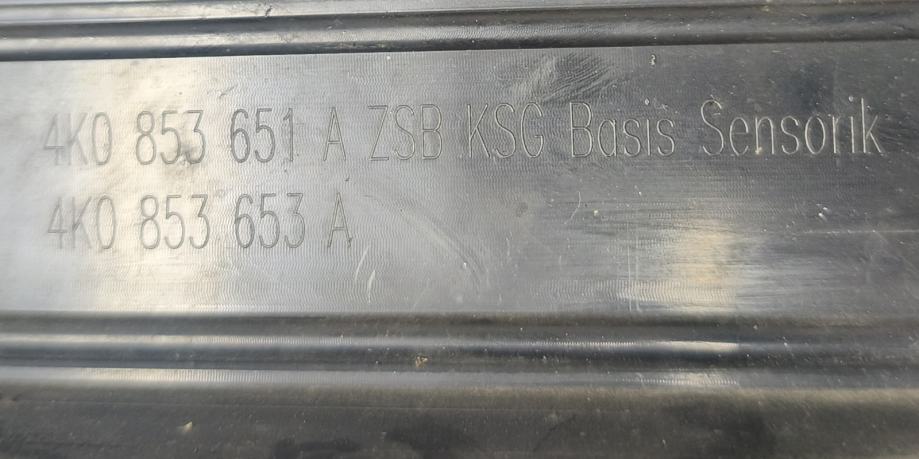 4K0 853 651 A ZSB KSG Basis Sensorik
4K0 853 653 A